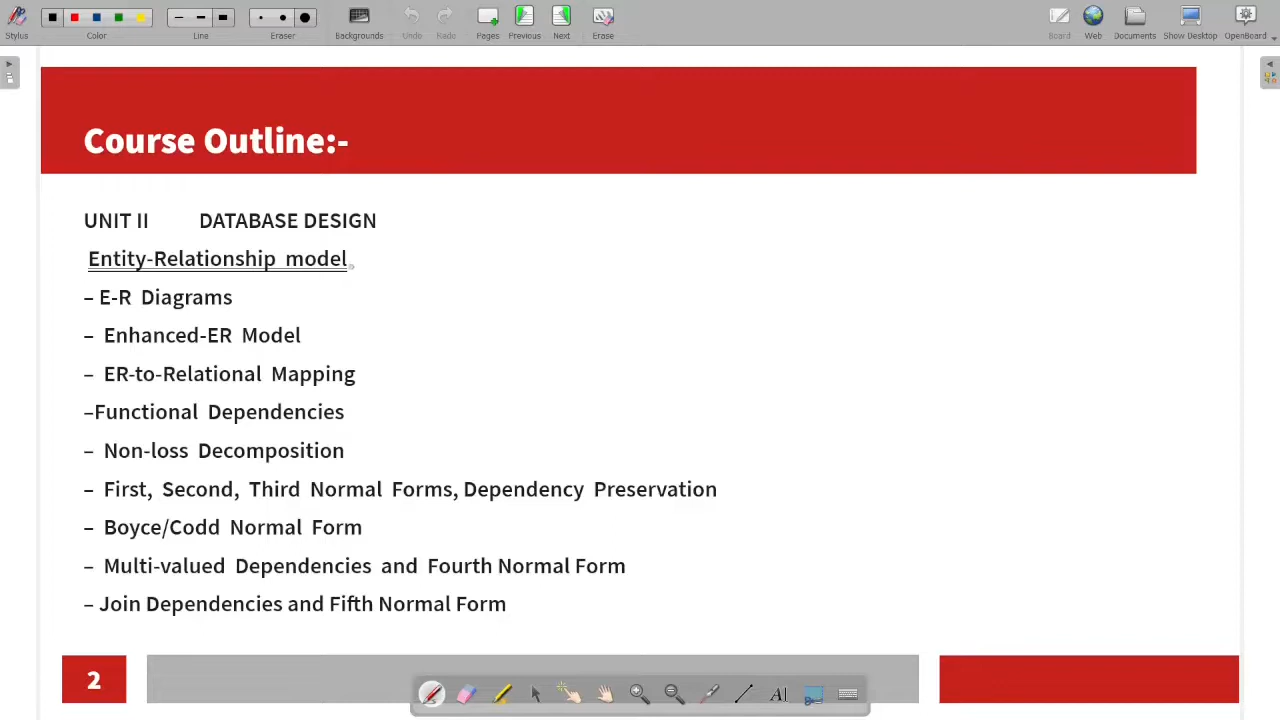 Stylus Color Line Eraser Backgrounds Undo Redo Pages Previous Next Erase Board Web Documents Show Desktop OpenBoard
Course Outline:-
UNIT II DATABASE DESIGN
Entity-Relationship model
– E-R Diagrams
– Enhanced-ER Model
– ER-to-Relational Mapping
–Functional Dependencies
– Non-loss Decomposition
– First, Second, Third Normal Forms, Dependency Preservation
– Boyce/Codd Normal Form
– Multi-valued Dependencies and Fourth Normal Form
– Join Dependencies and Fifth Normal Form
2
AI